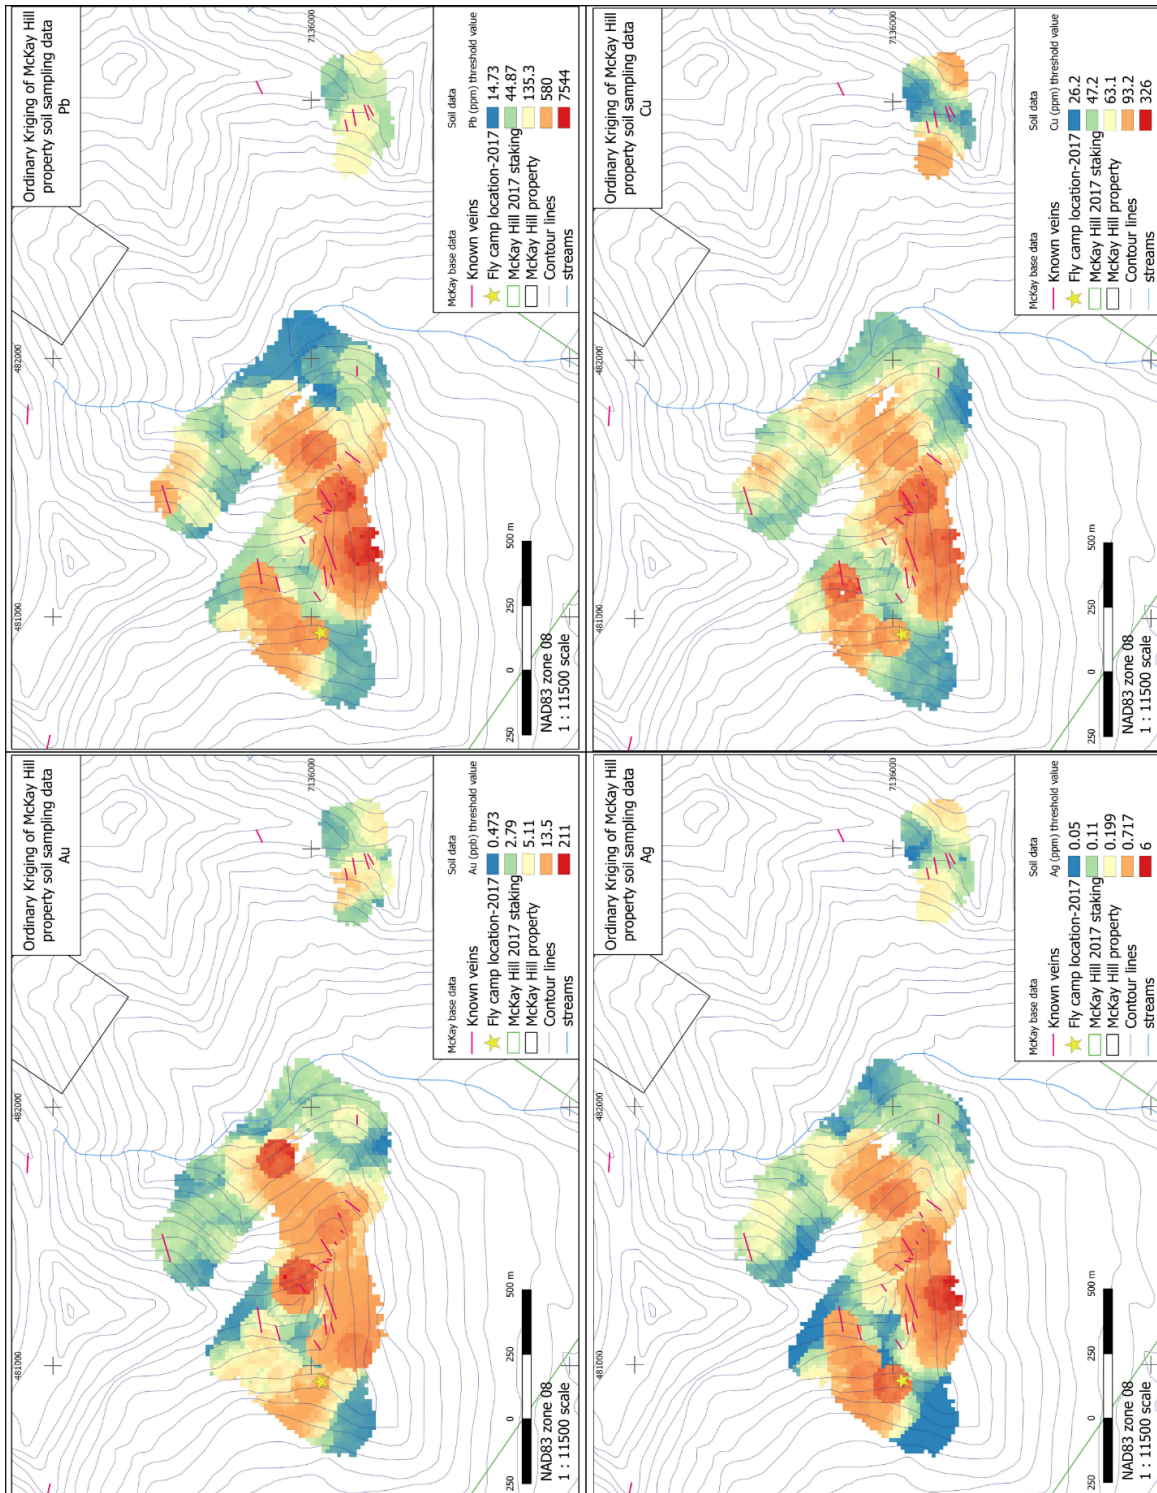 481000
482000
Ordinary Kriging of McKay Hill
property soil sampling data
Au
7136000
McKay base data
Known veins
Fly camp location-2017
McKay Hill 2017 staking
McKay Hill property
Contour lines
streams
Soil data
Au (ppb) threshold value
0.473
2.79
5.11
13.5
211
250 0 250 500 m
NAD83 zone 08
1 : 11500 scale
481000
482000
Ordinary Kriging of McKay Hill
property soil sampling data
Pb
7136000
McKay base data
Known veins
Fly camp location-2017
McKay Hill 2017 staking
McKay Hill property
Contour lines
streams
Soil data
Pb (ppm) threshold value
14.73
44.87
135.3
580
7544
250 0 250 500 m
NAD83 zone 08
1 : 11500 scale
481000
482000
Ordinary Kriging of McKay Hill
property soil sampling data
Ag
7136000
McKay base data
Known veins
Fly camp location-2017
McKay Hill 2017 staking
McKay Hill property
Contour lines
streams
Soil data
Ag (ppm) threshold value
0.05
0.11
0.199
0.717
6
250 0 250 500 m
NAD83 zone 08
1 : 11500 scale
481000
482000
Ordinary Kriging of McKay Hill
property soil sampling data
Cu
7136000
McKay base data
Known veins
Fly camp location-2017
McKay Hill 2017 staking
McKay Hill property
Contour lines
streams
Soil data
Cu (ppm) threshold value
26.2
47.2
63.1
93.2
326
250 0 250 500 m
NAD83 zone 08
1 : 11500 scale